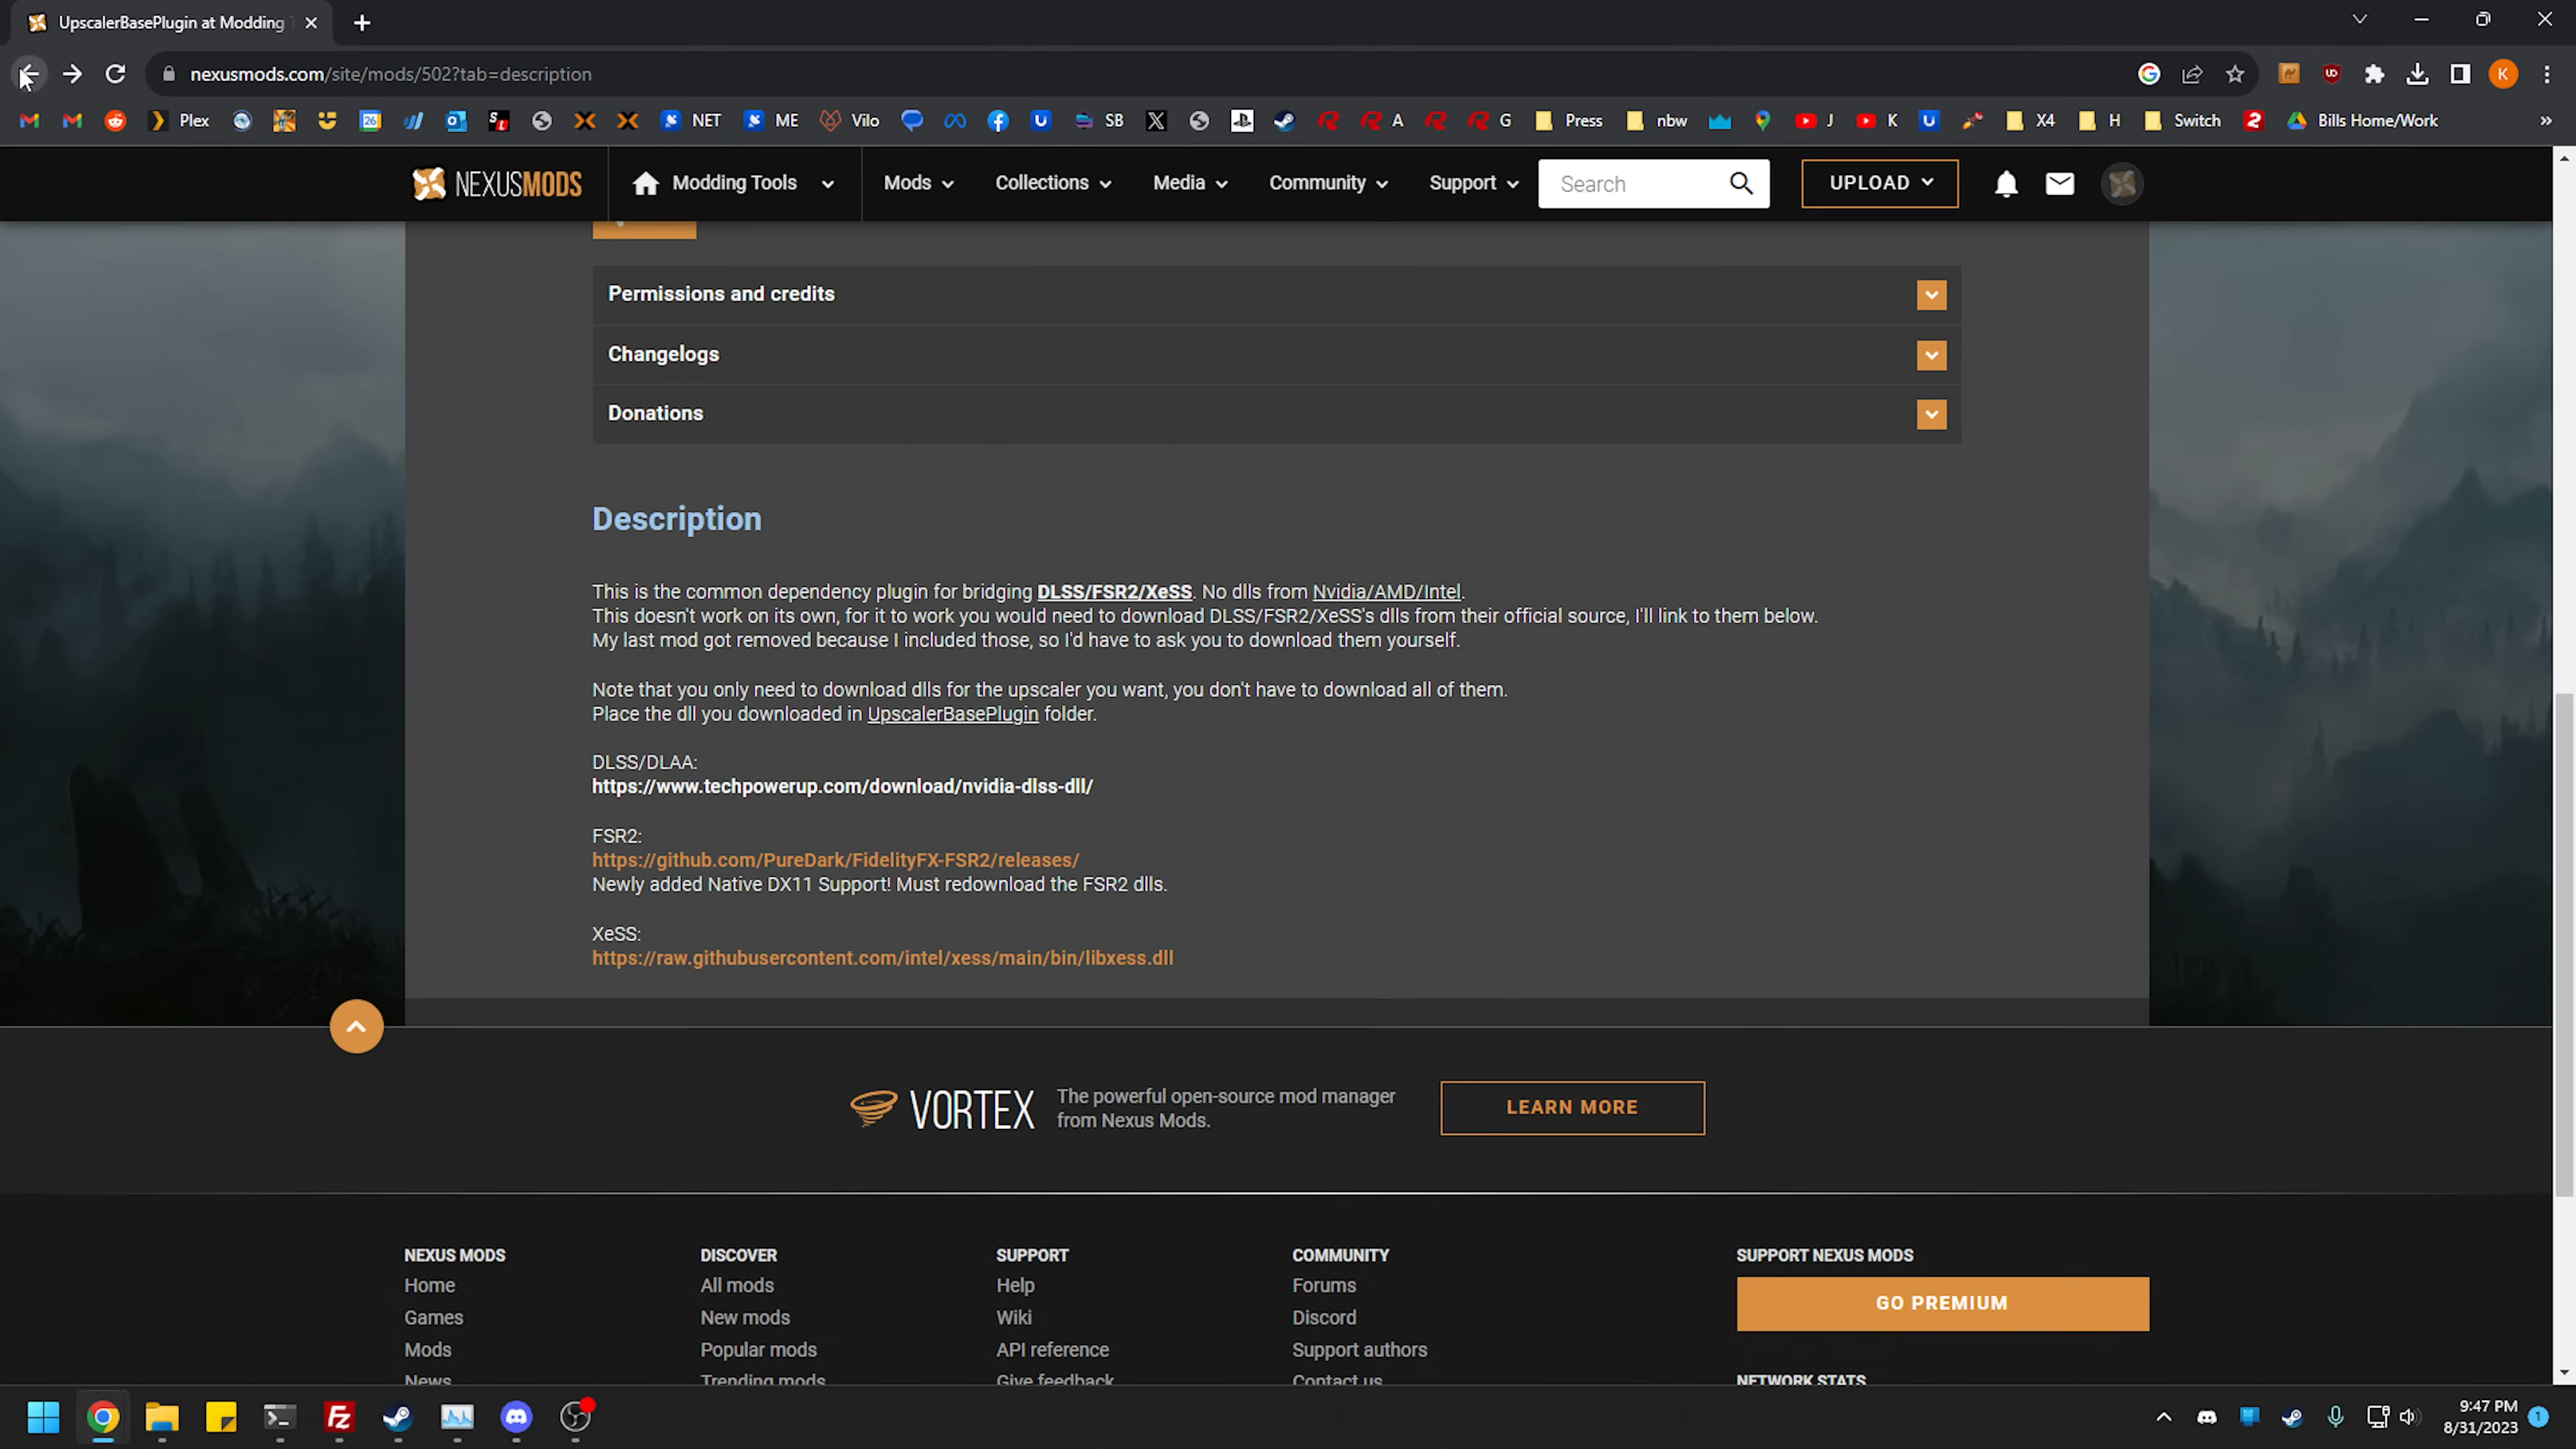 UpscalerBasePlugin at Modding
nexusmods.com/site/mods/502?tab=description
K
Plex
26
NET
ME
Vilo
SB
A
G
Press
nbw
J
K
X4
H
Switch
Bills Home/Work
NEXUSMODS
Modding Tools
Mods
Collections
Media
Community
Support
Search
UPLOAD
Permissions and credits
Changelogs
Donations
Description
This is the common dependency plugin for bridging DLSS/FSR2/XeSS. No dlls from Nvidia/AMD/Intel.
This doesn't work on its own, for it to work you would need to download DLSS/FSR2/XeSS's dlls from their official source, I'll link to them below.
My last mod got removed because I included those, so I'd have to ask you to download them yourself.
Note that you only need to download dlls for the upscaler you want, you don't have to download all of them.
Place the dll you downloaded in UpscalerBasePlugin folder.
DLSS/DLAA:
https://www.techpowerup.com/download/nvidia-dlss-dll/
FSR2:
https://github.com/PureDark/FidelityFX-FSR2/releases/
Newly added Native DX11 Support! Must redownload the FSR2 dlls.
XeSS:
https://raw.githubusercontent.com/intel/xess/main/bin/libxess.dll
VORTEX
The powerful open-source mod manager
from Nexus Mods.
LEARN MORE
NEXUS MODS
Home
Games
Mods
News
DISCOVER
All mods
New mods
Popular mods
Trending mods
SUPPORT
Help
Wiki
API reference
Give feedback
COMMUNITY
Forums
Discord
Support authors
Contact us
SUPPORT NEXUS MODS
GO PREMIUM
NETWORK STATS
9:47 PM
8/31/2023
1